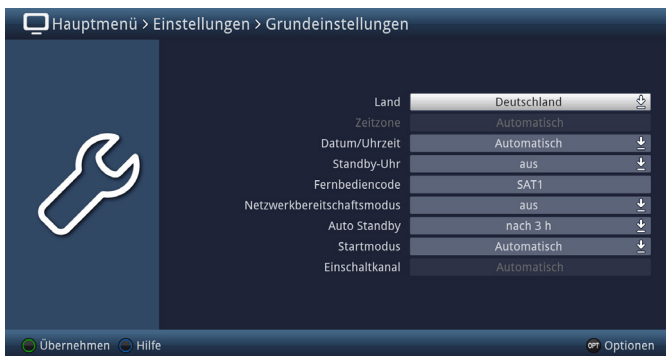 Hauptmenü > Einstellungen > Grundeinstellungen
Land Deutschland
Zeitzone Automatisch
Datum/Uhrzeit Automatisch
Standby-Uhr aus
Fernbediencode SAT1
Netzwerkbereitschaftsmodus aus
Auto Standby nach 3 h
Startmodus Automatisch
Einschaltkanal Automatisch
Übernehmen Hilfe OPT Optionen